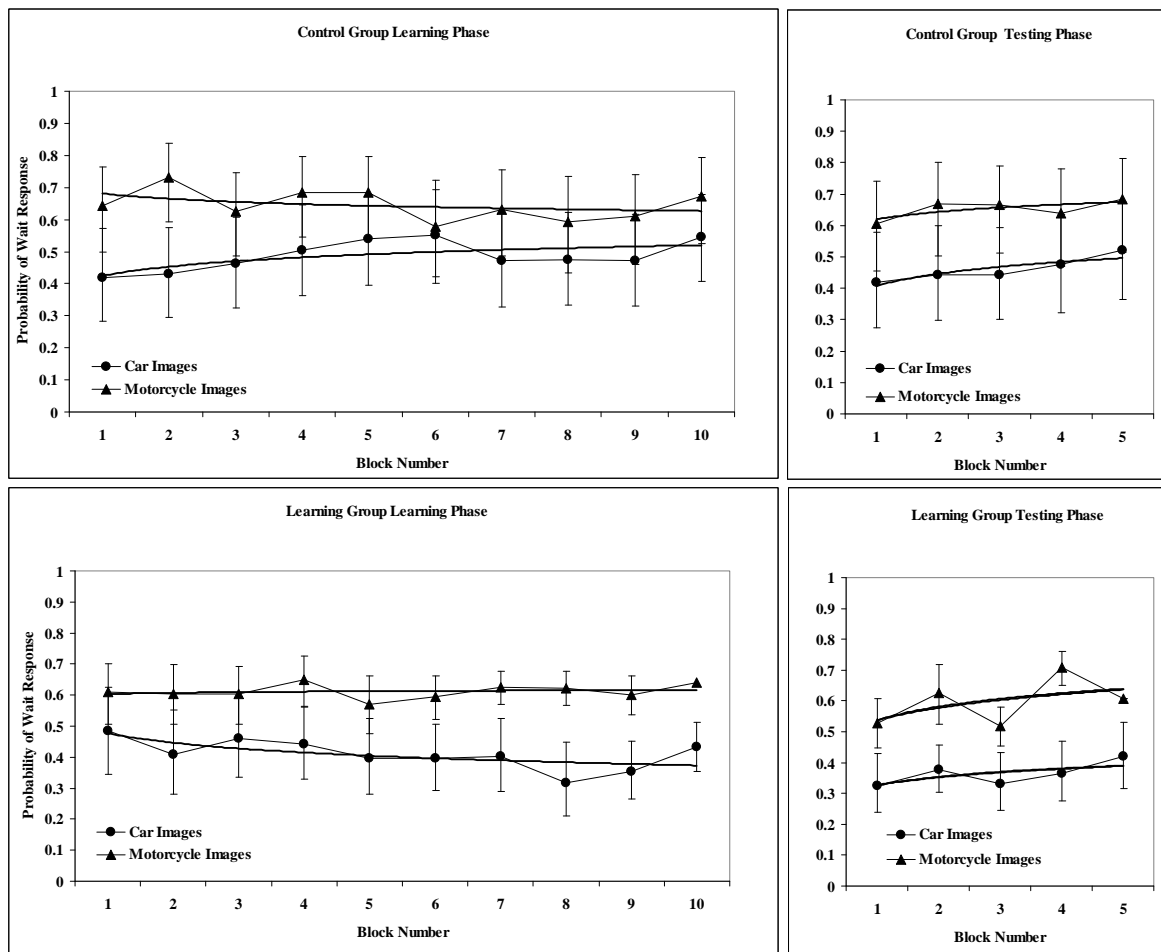 Control Group Learning Phase
Probability of Wait Response
1
0.9
0.8
0.7
0.6
0.5
0.4
0.3
0.2
0.1
0
Car Images
Motorcycle Images
1 2 3 4 5 6 7 8 9 10
Block Number
Control Group Testing Phase
1
0.9
0.8
0.7
0.6
0.5
0.4
0.3
0.2
0.1
0
Car Images
Motorcycle Images
1 2 3 4 5
Block Number
Learning Group Learning Phase
Probability of Wait Response
1
0.9
0.8
0.7
0.6
0.5
0.4
0.3
0.2
0.1
0
Car Images
Motorcycle Images
1 2 3 4 5 6 7 8 9 10
Block Number
Learning Group Testing Phase
1
0.9
0.8
0.7
0.6
0.5
0.4
0.3
0.2
0.1
0
Car Images
Motorcycle Images
1 2 3 4 5
Block Number